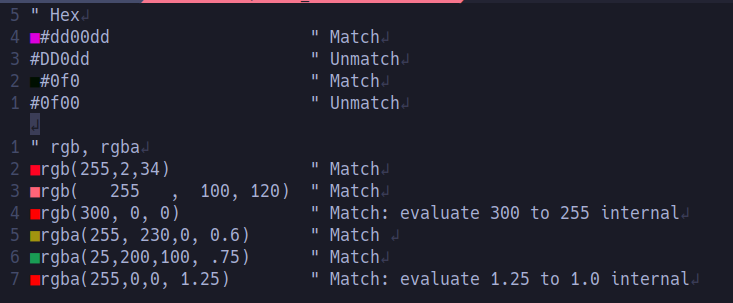 5 " Hex↲
4 ■#dd00dd " Match↲
3 #DD0dd " Unmatch↲
2 ■#0f0 " Match↲
1 #0f00 " Unmatch↲
↲
1 " rgb, rgba↲
2 ■rgb(255,2,34) " Match↲
3 ■rgb(   255   ,  100, 120) " Match↲
4 ■rgb(300, 0, 0) " Match: evaluate 300 to 255 internal↲
5 ■rgba(255, 230,0, 0.6) " Match ↲
6 ■rgba(25,200,100, .75) " Match↲
7 ■rgba(255,0,0, 1.25) " Match: evaluate 1.25 to 1.0 internal↲